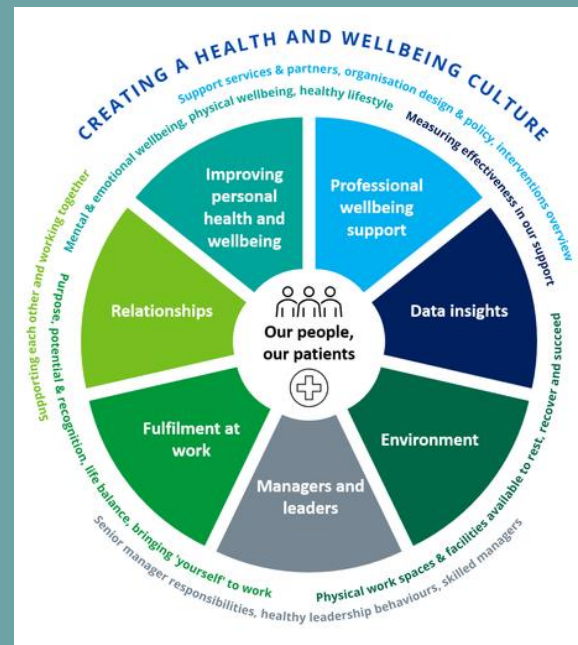 CREATING A HEALTH AND WELLBEING CULTURE
Support services & partners, organisation design & policy, interventions overview
Mental & emotional wellbeing, physical wellbeing, healthy lifestyle
Measuring effectiveness in our support
Supporting each other and working together
Improving
personal
health and
wellbeing
Professional
wellbeing
support
Relationships
Our people,
our patients
Data insights
Fulfilment at
work
Managers and
leaders
Environment
Purpose, potential & recognition, life balance, bringing 'yourself' to work
Physical work spaces & facilities available to rest, recover and succeed
Senior manager responsibilities, healthy leadership behaviours, skilled managers